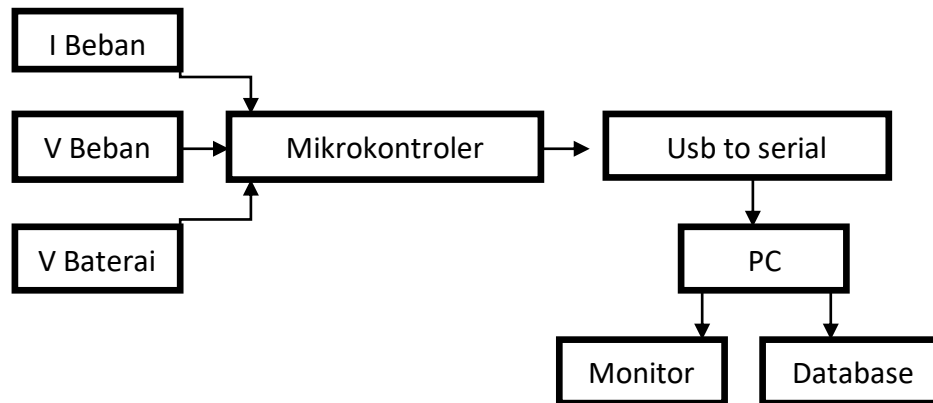 I Beban
V Beban
Mikrokontroler
Usb to serial
V Baterai
PC
Monitor
Database